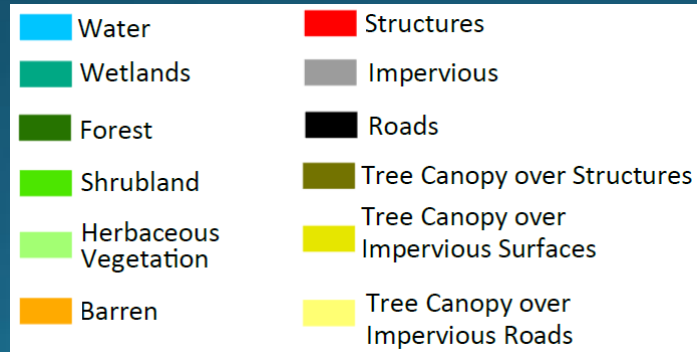 Water
Wetlands
Forest
Shrubland
Herbaceous
Vegetation
Barren
Structures
Impervious
Roads
Tree Canopy over Structures
Tree Canopy over
Impervious Surfaces
Tree Canopy over
Impervious Roads